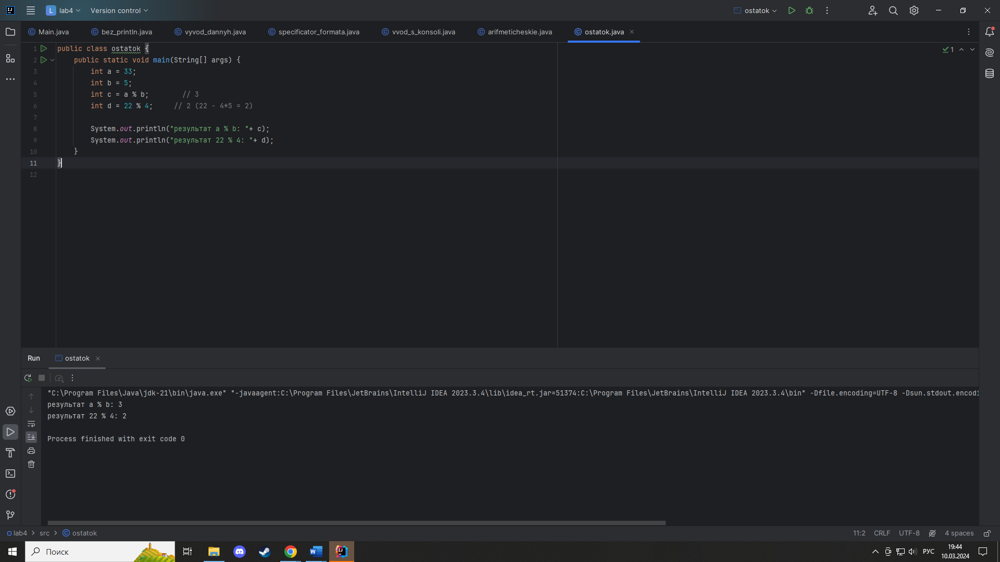 L lab4 Version control ostatok
Main.java bez_println.java vyvod_dannyh.java specificator_formata.java vvod_s_konsoli.java arifmeticheskie.java ostatok.java
1 public class ostatok {
2 public static void main(String[] args) {
3 int a = 33;
4 int b = 5;
5 int c = a % b; // 3
6 int d = 22 % 4; // 2 (22 - 4*5 = 2)
7
8 System.out.println("результат a % b: "+ c);
9 System.out.println("результат 22 % 4: "+ d);
10 }
11 }
12
1
Run ostatok
"C:\Program Files\Java\jdk-21\bin\java.exe" "-javaagent:C:\Program Files\JetBrains\IntelliJ IDEA 2023.3.4\lib\idea_rt.jar=51374:C:\Program Files\JetBrains\IntelliJ IDEA 2023.3.4\bin" -Dfile.encoding=UTF-8 -Dsun.stdout.encodi
результат a % b: 3
результат 22 % 4: 2
Process finished with exit code 0
lab4 > src > ostatok 11:2 CRLF UTF-8 4 spaces
Поиск РУС 19:44
10.03.2024